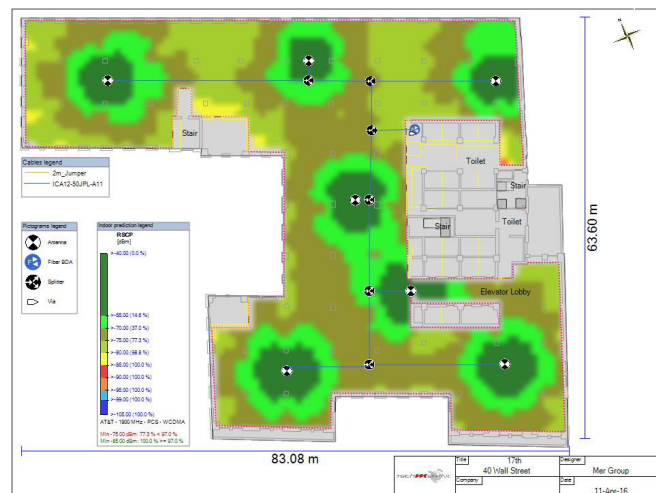 N
Cables legend
2m_Jumper
ICA12-50JPL-A11
Pictograms legend
Antenna
Fiber BDA
Splitter
Via
Indoor prediction legend
RSCP
[dBm]
>-40.00 (0.0 %)
>-65.00 (14.6 %)
>-70.00 (37.0 %)
>-75.00 (77.3 %)
>-80.00 (98.8 %)
>-85.00 (100.0 %)
>-90.00 (100.0 %)
>-95.00 (100.0 %)
>-99.00 (100.0 %)
>-105.00 (100.0 %)
AT&T - 1900 MHz - PCS - WCDMA
Min -75.00 dBm: 77.3 % < 97.0 %
Min -85.00 dBm: 100.0 % >= 97.0 %
Stair
Toilet
Stair
Toilet
Stair
Elevator Lobby
63.60 m
83.08 m
Title
17th
40 Wall Street
Company
Designer
Mer Group
Date
11-Apr-16